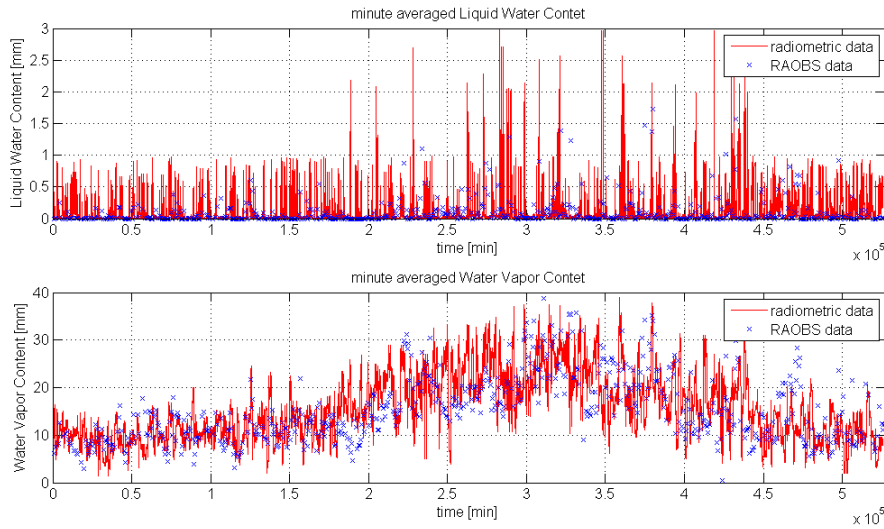 minute averaged Liquid Water Contet
Liquid Water Content [mm]
3
2.5
2
1.5
1
0.5
0
radiometric data
RAOBS data
0 0.5 1 1.5 2 2.5 3 3.5 4 4.5 5
time [min]
x 10^5
minute averaged Water Vapor Contet
Water Vapor Content [mm]
40
30
20
10
0
radiometric data
RAOBS data
0 0.5 1 1.5 2 2.5 3 3.5 4 4.5 5
time [min]
x 10^5